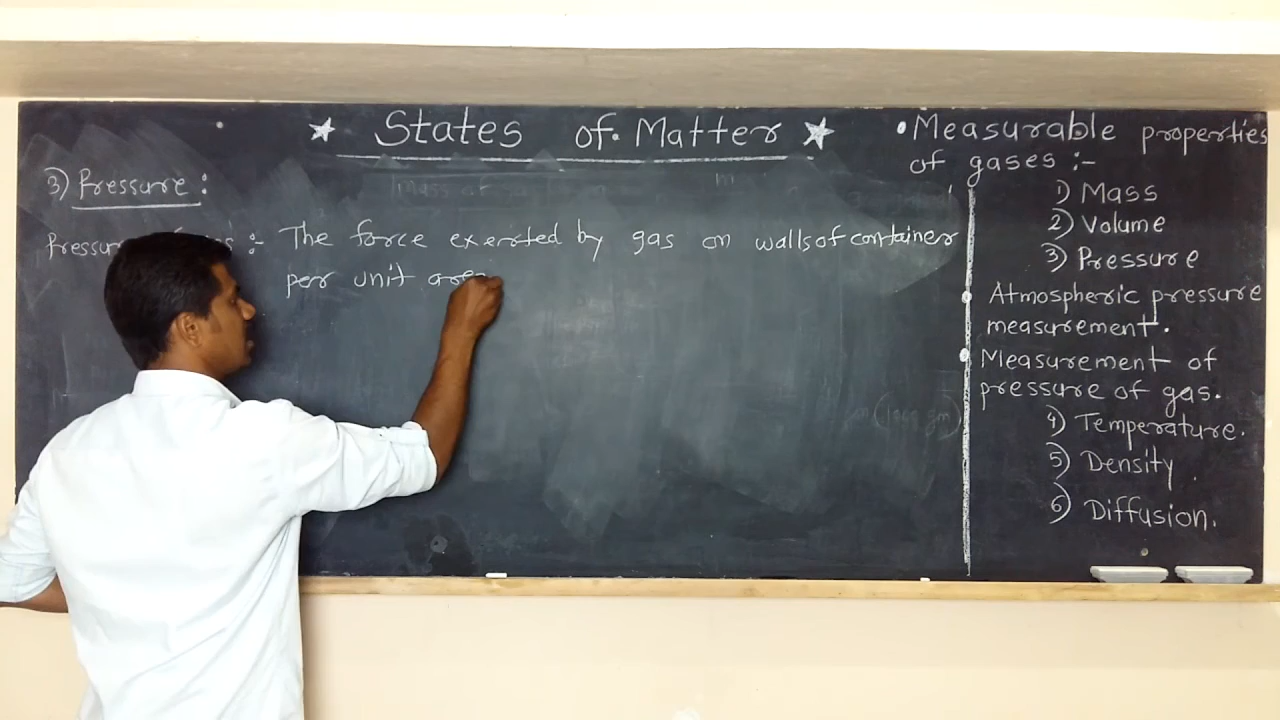 ★ States of Matter ★
3) Pressure :
:- The force exerted by gas on walls of container
per unit area
• Measurable properties
of gases :-
1) Mass
2) Volume
3) Pressure
• Atmospheric pressure
measurement.
• Measurement of
pressure of gas.
4) Temperature.
5) Density.
6) Diffusion.